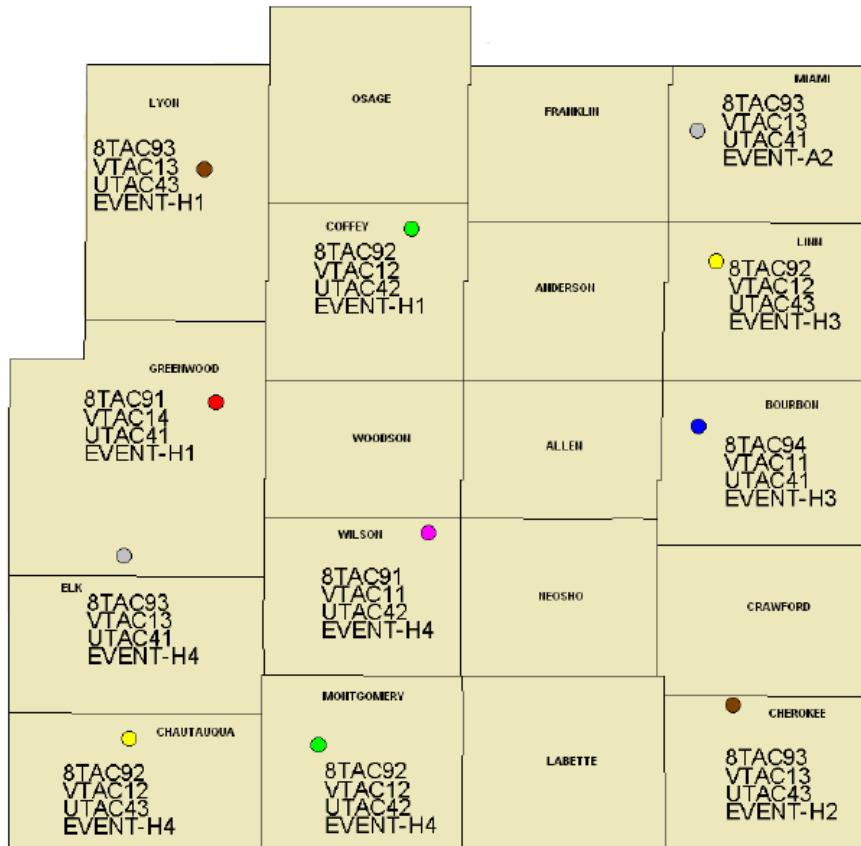 LYON
8TAC93
VTAC13
UTAC43
EVENT-H1
OSAGE
FRANKLIN
MIAMI
8TAC93
VTAC13
UTAC41
EVENT-A2
COFFEY
8TAC92
VTAC12
UTAC42
EVENT-H1
ANDERSON
LINN
8TAC92
VTAC12
UTAC43
EVENT-H3
GREENWOOD
8TAC91
VTAC14
UTAC41
EVENT-H1
WOODSON
ALLEN
BOURBON
8TAC94
VTAC11
UTAC41
EVENT-H3
ELK
8TAC93
VTAC13
UTAC41
EVENT-H4
WILSON
8TAC91
VTAC11
UTAC42
EVENT-H4
NEOSHO
CRAWFORD
CHAUTAUQUA
8TAC92
VTAC12
UTAC43
EVENT-H4
MONTGOMERY
8TAC92
VTAC12
UTAC42
EVENT-H4
LABETTE
CHEROKEE
8TAC93
VTAC13
UTAC43
EVENT-H2